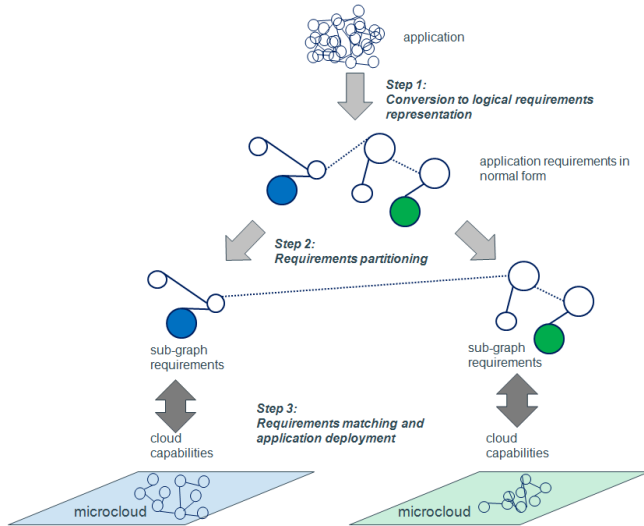 application
Step 1:
Conversion to logical requirements
representation
application requirements in
normal form
Step 2:
Requirements partitioning
sub-graph
requirements
sub-graph
requirements
Step 3:
Requirements matching and
application deployment
cloud
capabilities
cloud
capabilities
microcloud
microcloud